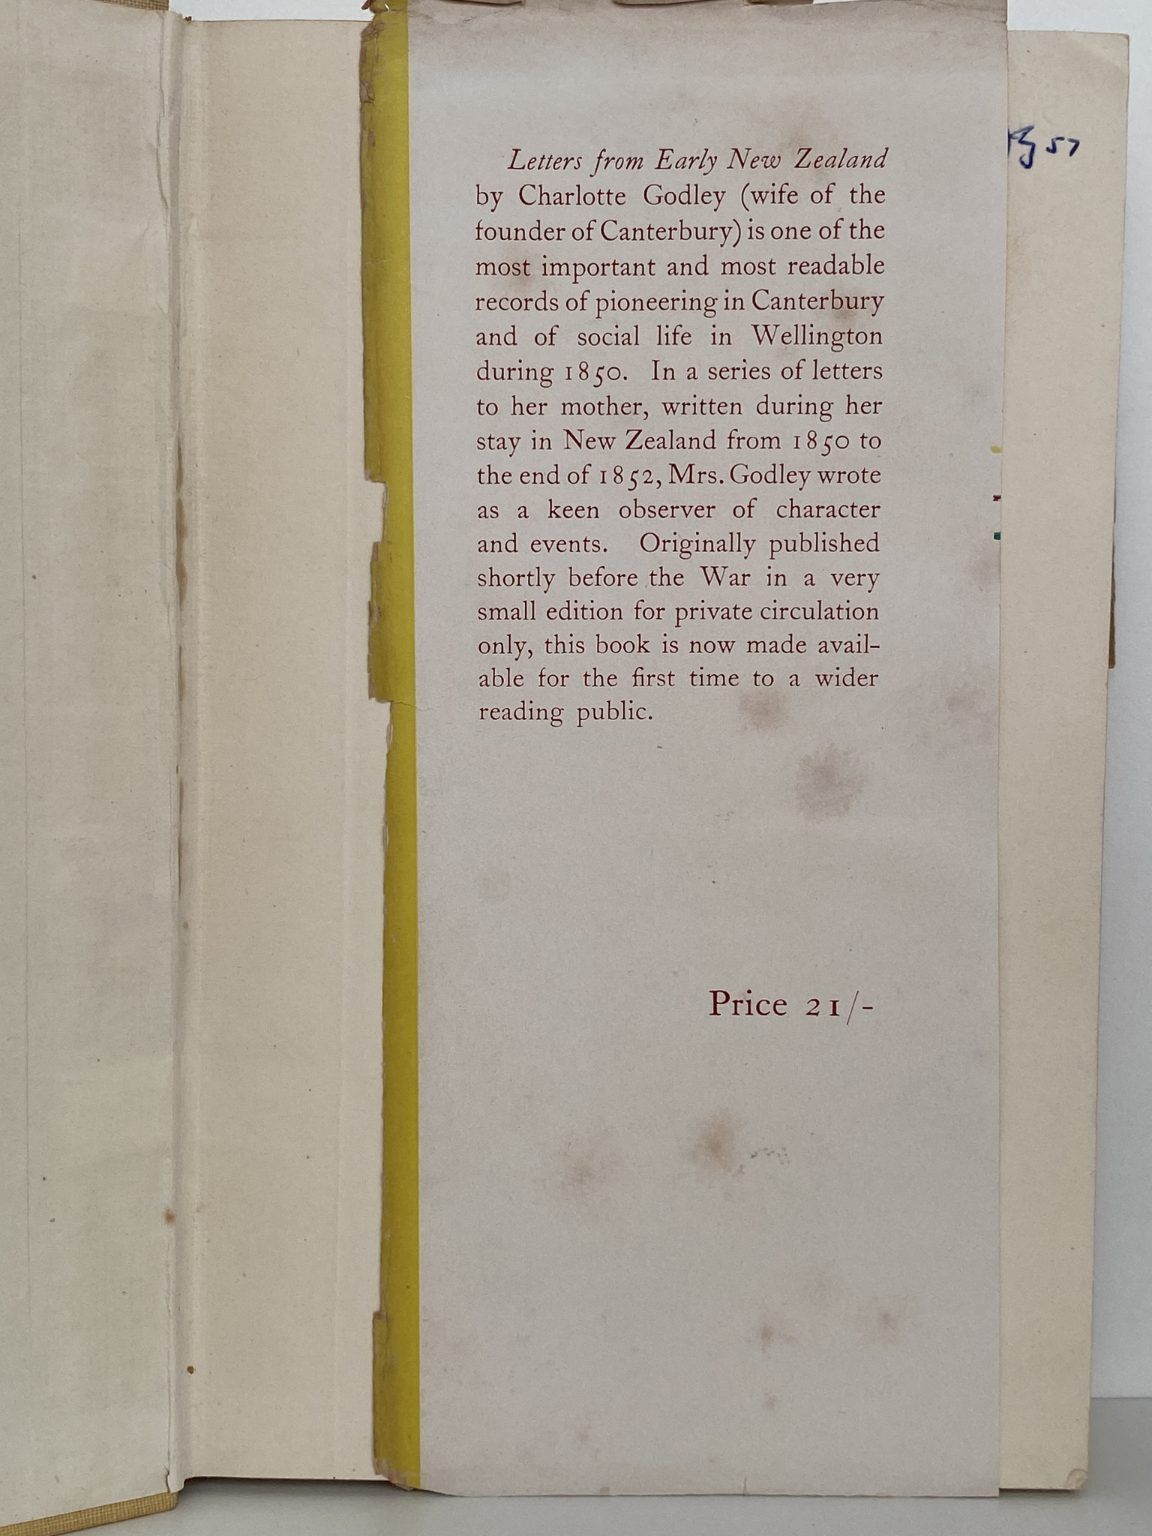 Letters from Early New Zealand
by Charlotte Godley (wife of the
founder of Canterbury) is one of the
most important and most readable
records of pioneering in Canterbury
and of social life in Wellington
during 1850. In a series of letters
to her mother, written during her
stay in New Zealand from 1850 to
the end of 1852, Mrs. Godley wrote
as a keen observer of character
and events. Originally published
shortly before the War in a very
small edition for private circulation
only, this book is now made avail-
able for the first time to a wider
reading public.
Price 21/-
57